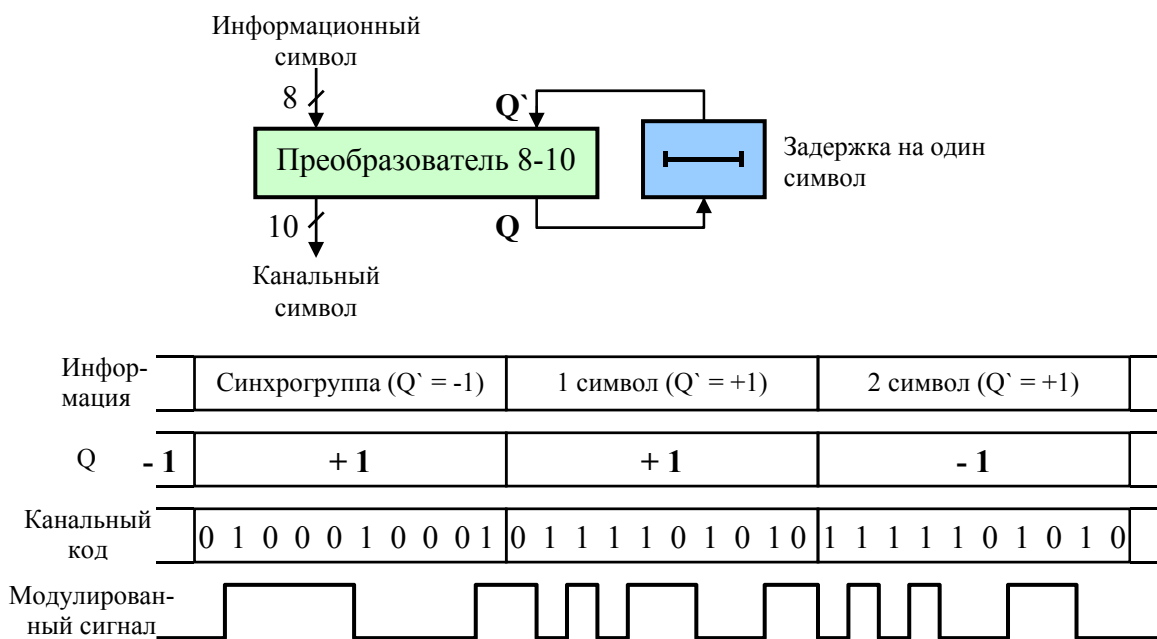 Информационный
символ
8
Q`
Преобразователь 8-10
Задержка на один
символ
10
Q
Канальный
символ
Инфор-
мация
Синхрогруппа (Q` = -1)
1 символ (Q` = +1)
2 символ (Q` = +1)
Q
- 1
+ 1
+ 1
- 1
Канальный
код
0 1 0 0 0 1 0 0 0 1
0 1 1 1 1 0 1 0 1 0
1 1 1 1 1 0 1 0 1 0
Модулирован-
ный сигнал